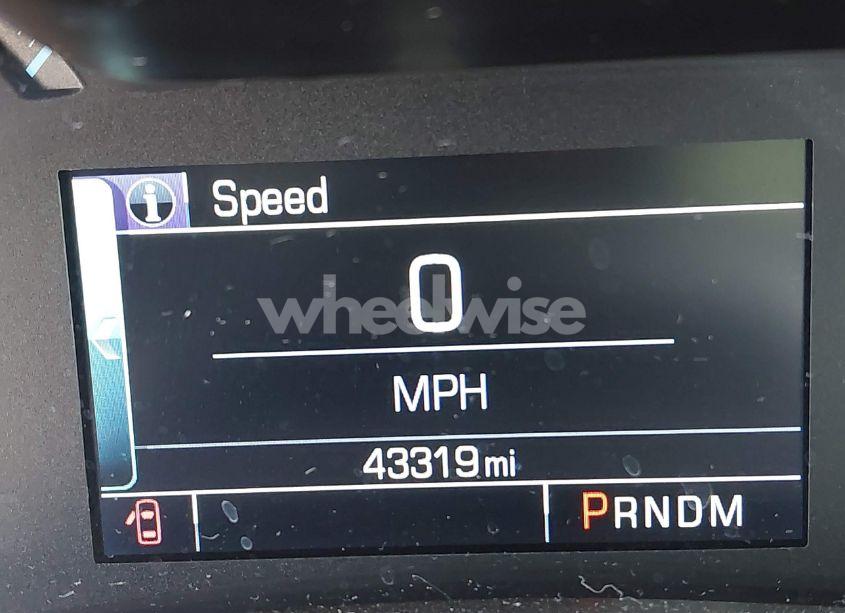 i Speed
0
wheelwise
MPH
43319 mi
PRNDM